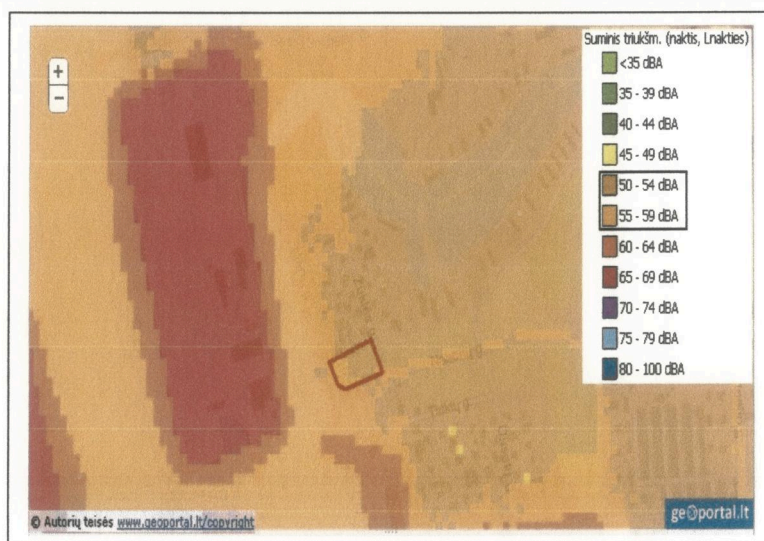 Suminis triukšm. (naktis, Lnakties)
<35 dBA
35 - 39 dBA
40 - 44 dBA
45 - 49 dBA
50 - 54 dBA
55 - 59 dBA
60 - 64 dBA
65 - 69 dBA
70 - 74 dBA
75 - 79 dBA
80 - 100 dBA
+
−
© Autorių teisės www.geoportal.lt/copyright
geoportal.lt